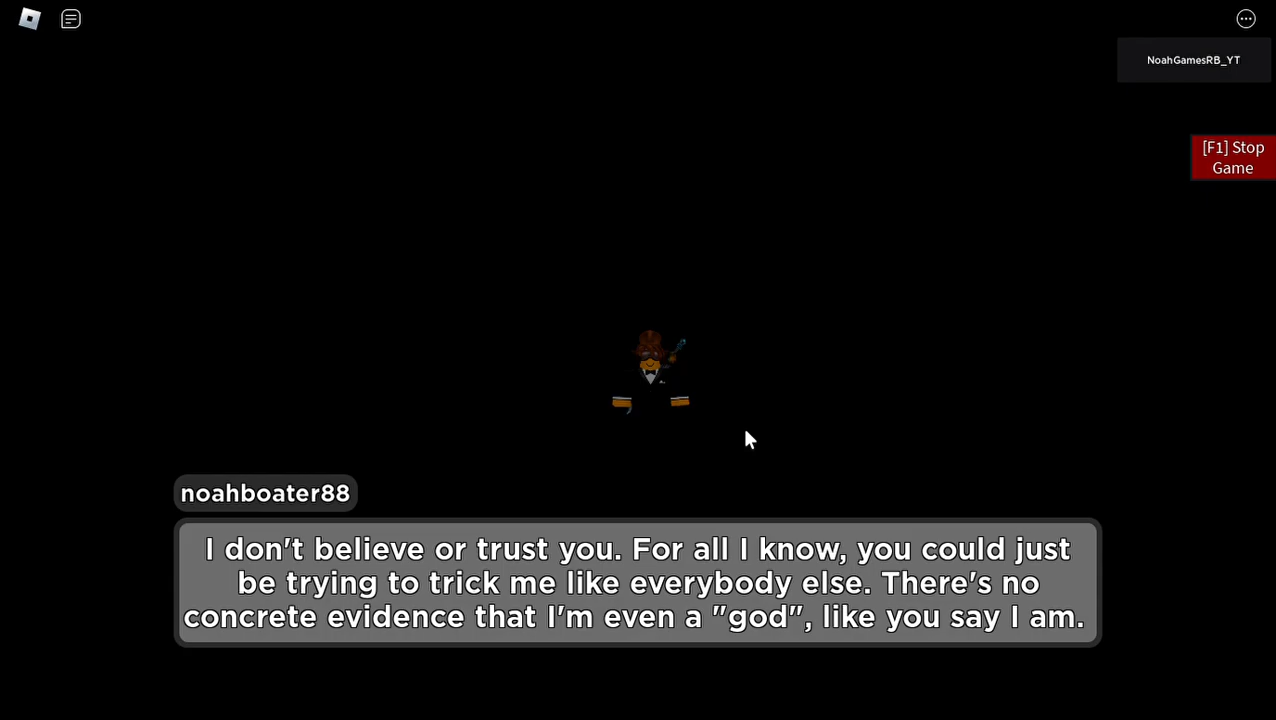 NoahGamesRB_YT
[F1] Stop
Game
noahboater88
I don't believe or trust you. For all I know, you could just
be trying to trick me like everybody else. There's no
concrete evidence that I'm even a "god", like you say I am.